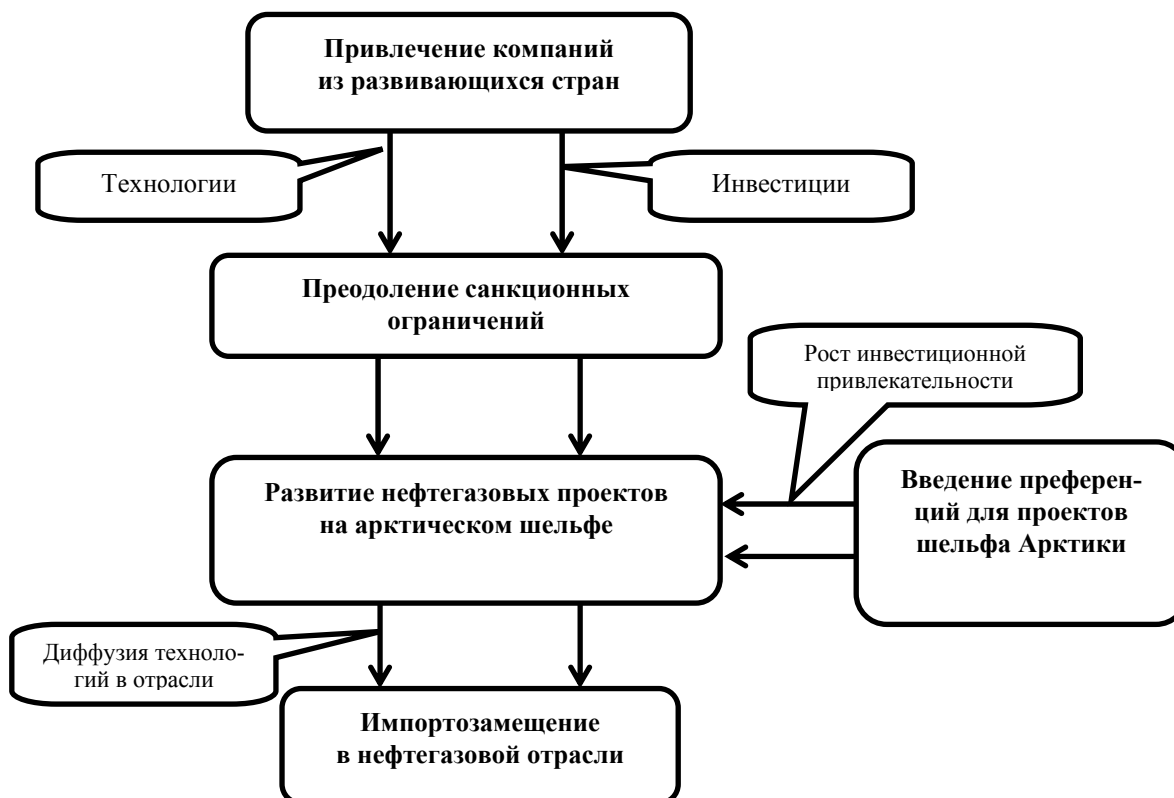 Привлечение компаний
из развивающихся стран
Технологии
Инвестиции
Преодоление санкционных
ограничений
Рост инвестиционной
привлекательности
Развитие нефтегазовых проектов
на арктическом шельфе
Введение преферен-
ций для проектов
шельфа Арктики
Диффузия техноло-
гий в отрасли
Импортозамещение
в нефтегазовой отрасли